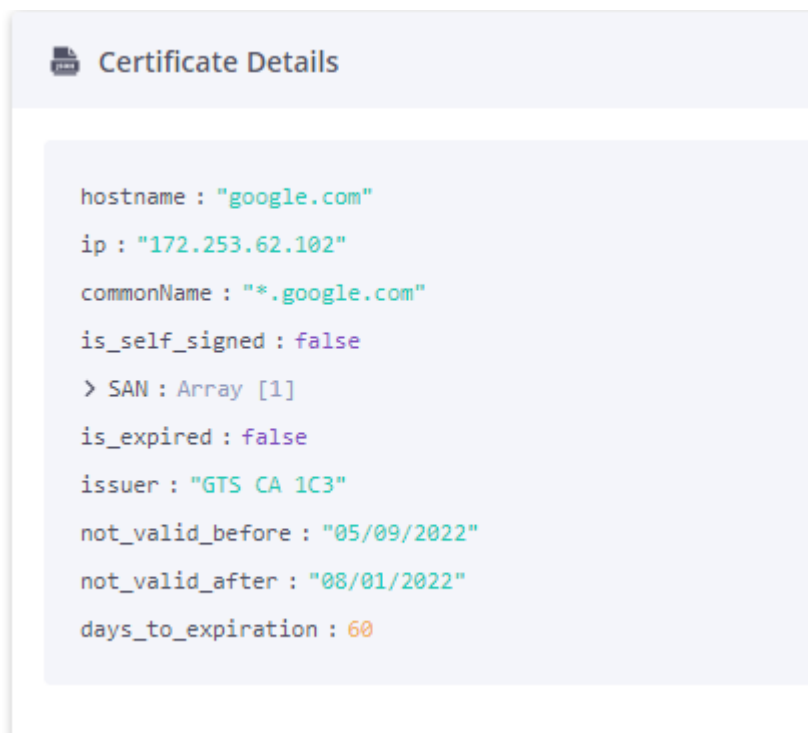 Certificate Details
hostname : "google.com"
ip : "172.253.62.102"
commonName : "*.google.com"
is_self_signed : false
> SAN : Array [1]
is_expired : false
issuer : "GTS CA 1C3"
not_valid_before : "05/09/2022"
not_valid_after : "08/01/2022"
days_to_expiration : 60